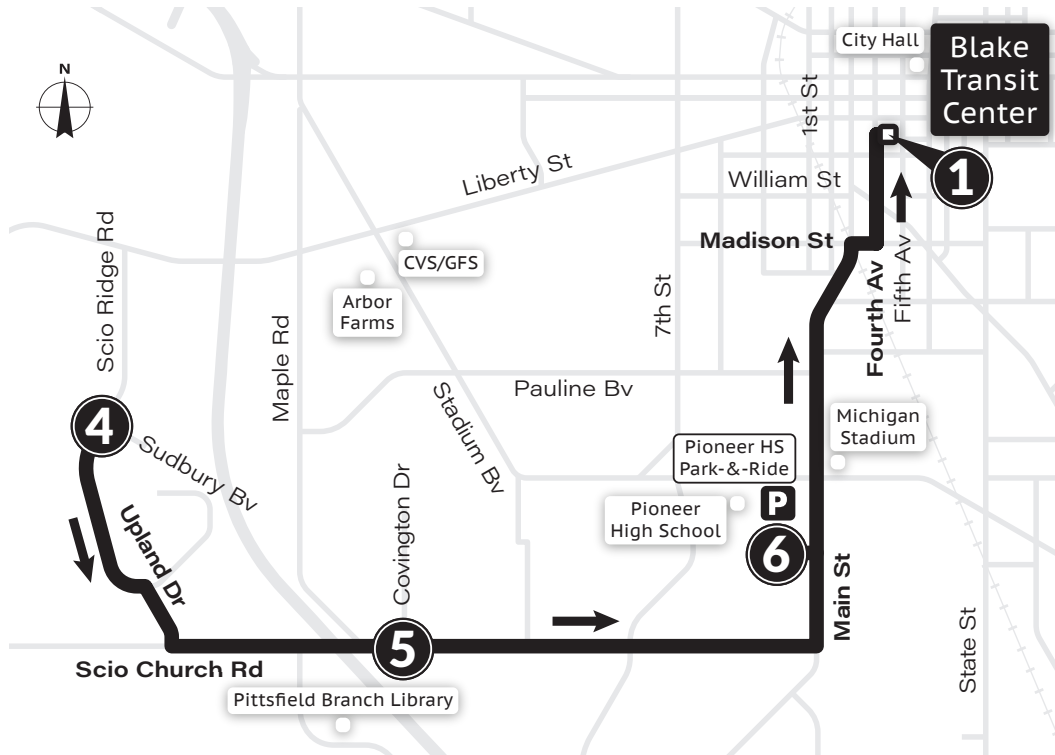 N
City Hall
Blake
Transit
Center
1st St
1
William St
Liberty St
Madison St
Scio Ridge Rd
CVS/GFS
Arbor
Farms
Fourth Av
Fifth Av
7th St
Maple Rd
Pauline Bv
Stadium Bv
4
Sudbury Bv
Michigan
Stadium
Pioneer HS
Park-&-Ride
P
Pioneer
High School
6
Upland Dr
Covington Dr
Main St
5
Scio Church Rd
State St
Pittsfield Branch Library